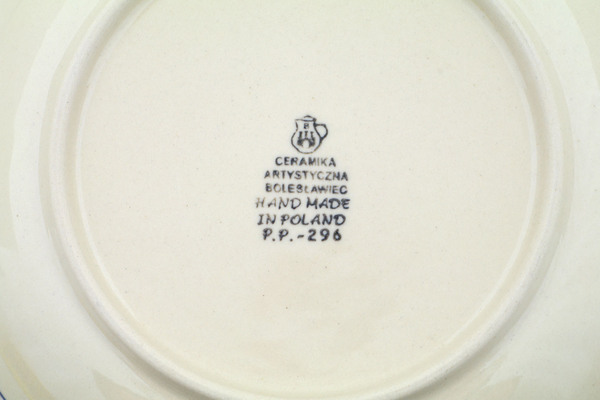 CERAMIKA
ARTYSTYCZNA
BOLESŁAWIEC
HAND MADE
IN POLAND
P.P.-296